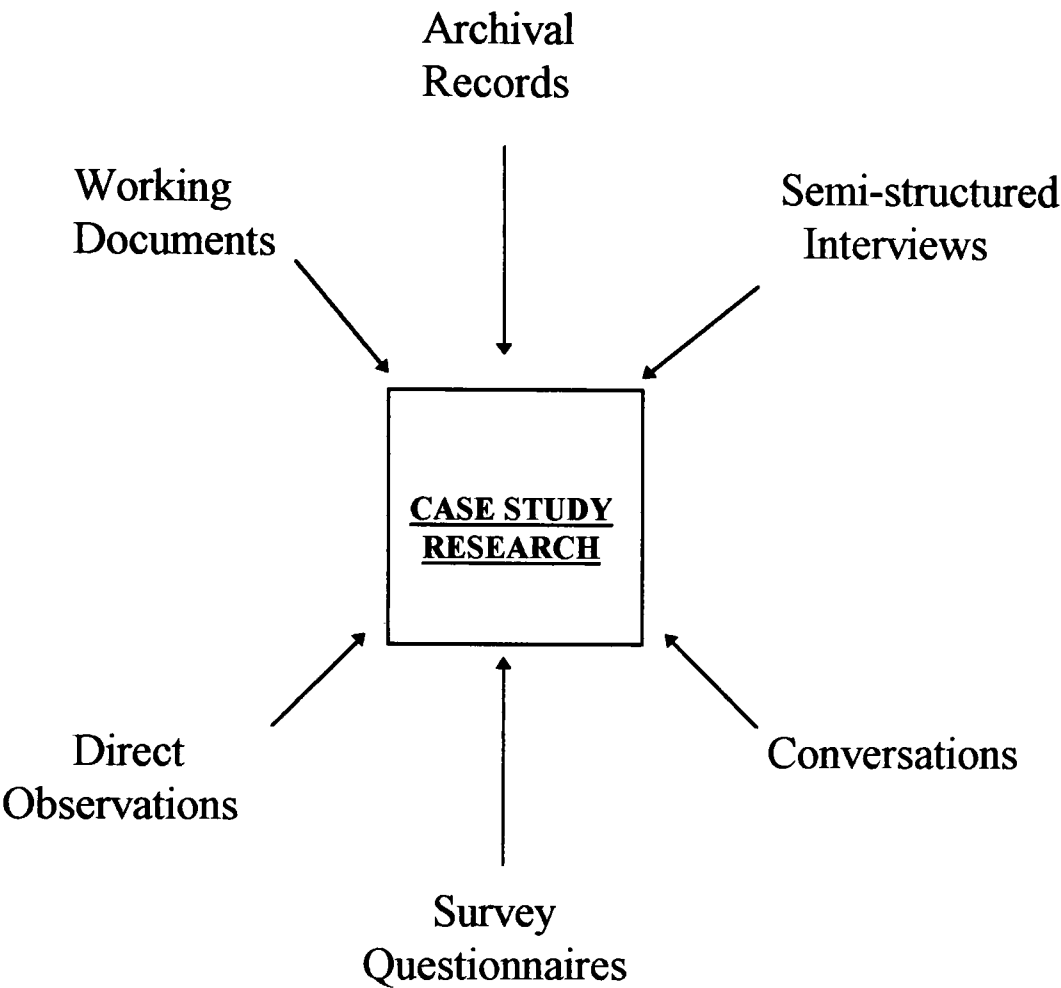 Archival
Records
Working
Documents
Semi-structured
Interviews
CASE STUDY
RESEARCH
Direct
Observations
Conversations
Survey
Questionnaires